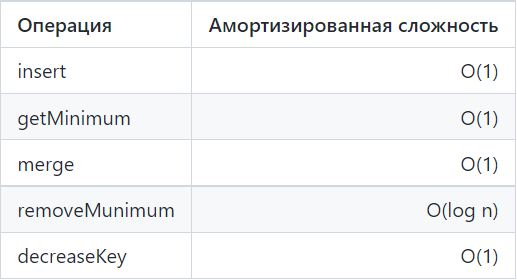 Операция Амортизированная сложность
insert O(1)
getMinimum O(1)
merge O(1)
removeMunimum O(log n)
decreaseKey O(1)